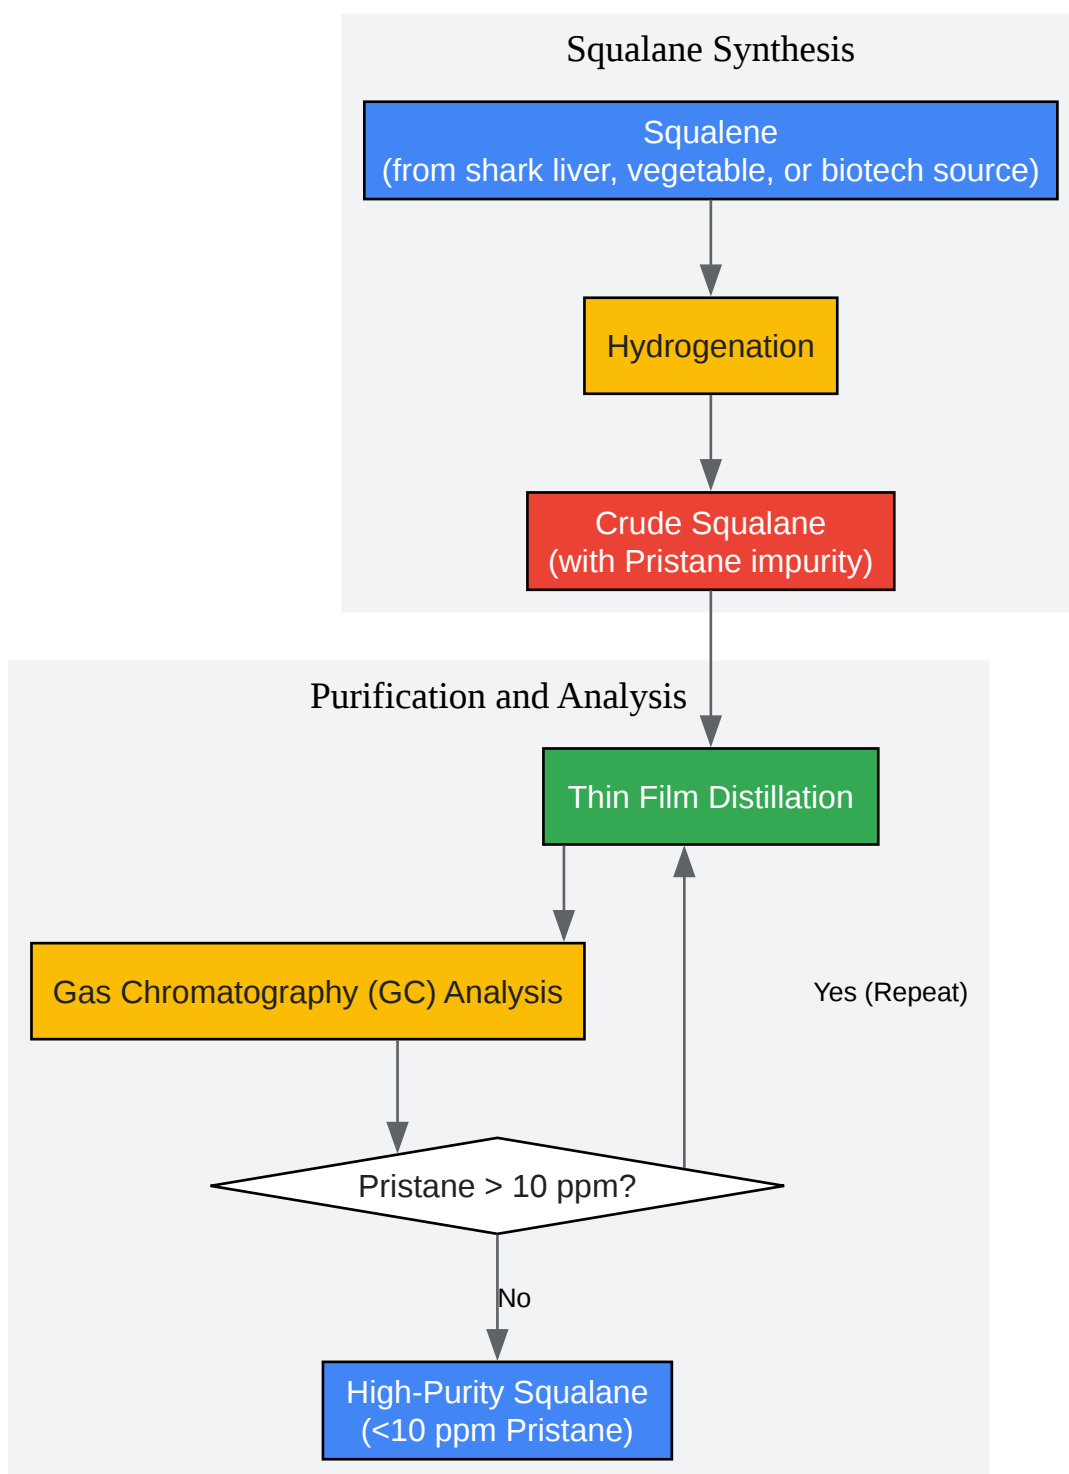 Squalane Synthesis
Squalene
(from shark liver, vegetable, or biotech source)
Hydrogenation
Crude Squalane
(with Pristane impurity)
Purification and Analysis
Thin Film Distillation
Gas Chromatography (GC) Analysis
Yes (Repeat)
Pristane > 10 ppm?
No
High-Purity Squalane
(<10 ppm Pristane)